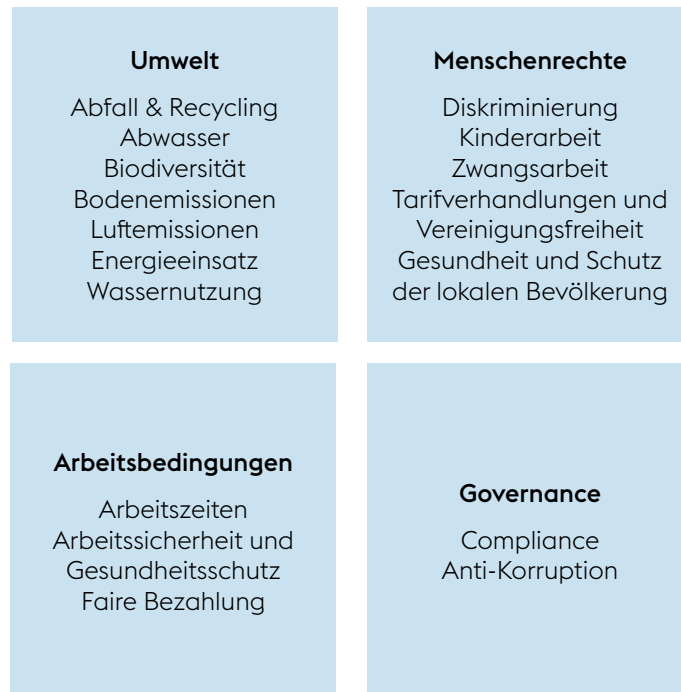 Umwelt
Abfall & Recycling
Abwasser
Biodiversität
Bodenemissionen
Luftemissionen
Energieeinsatz
Wassernutzung
Menschenrechte
Diskriminierung
Kinderarbeit
Zwangsarbeit
Tarifverhandlungen und
Vereinigungsfreiheit
Gesundheit und Schutz
der lokalen Bevölkerung
Arbeitsbedingungen
Arbeitszeiten
Arbeitssicherheit und
Gesundheitsschutz
Faire Bezahlung
Governance
Compliance
Anti-Korruption